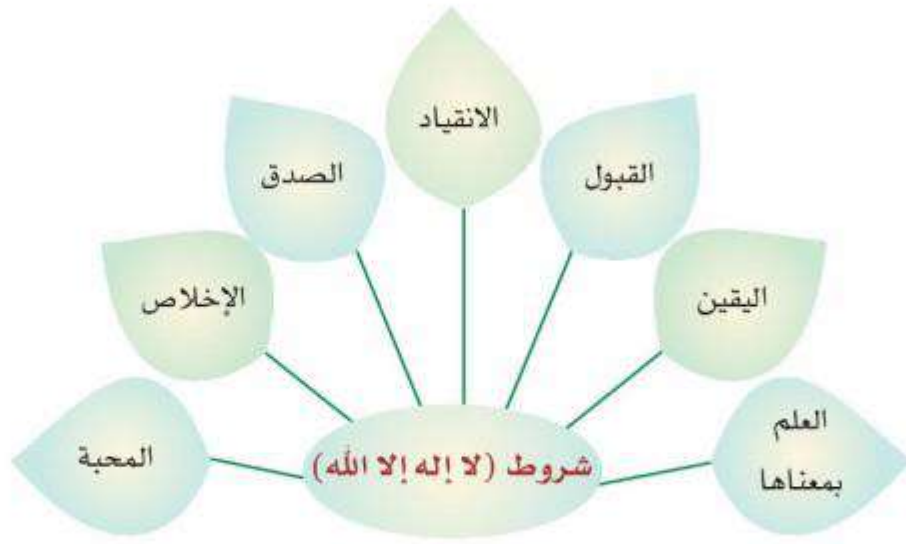 شروط (لا إله إلا الله)
العلم
بمعناها
اليقين
القبول
الانقياد
الصدق
الإخلاص
المحبة